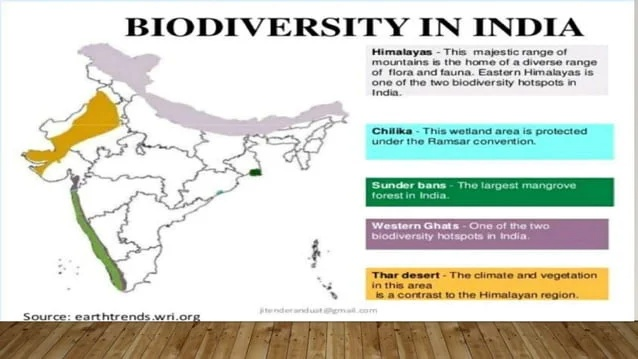 BIODIVERSITY IN INDIA
Himalayas - This majestic range of
mountains is the home of a diverse range
of flora and fauna. Eastern Himalayas is
one of the two biodiversity hotspots in
India.
Chilika - This wetland area is protected
under the Ramsar convention.
Sunder bans - The largest mangrove
forest in India.
Western Ghats - One of the two
biodiversity hotspots in India.
Thar desert - The climate and vegetation
in this area
is a contrast to the Himalayan region.
jitenderanduat@gmail.com
Source: earthtrends.wri.org